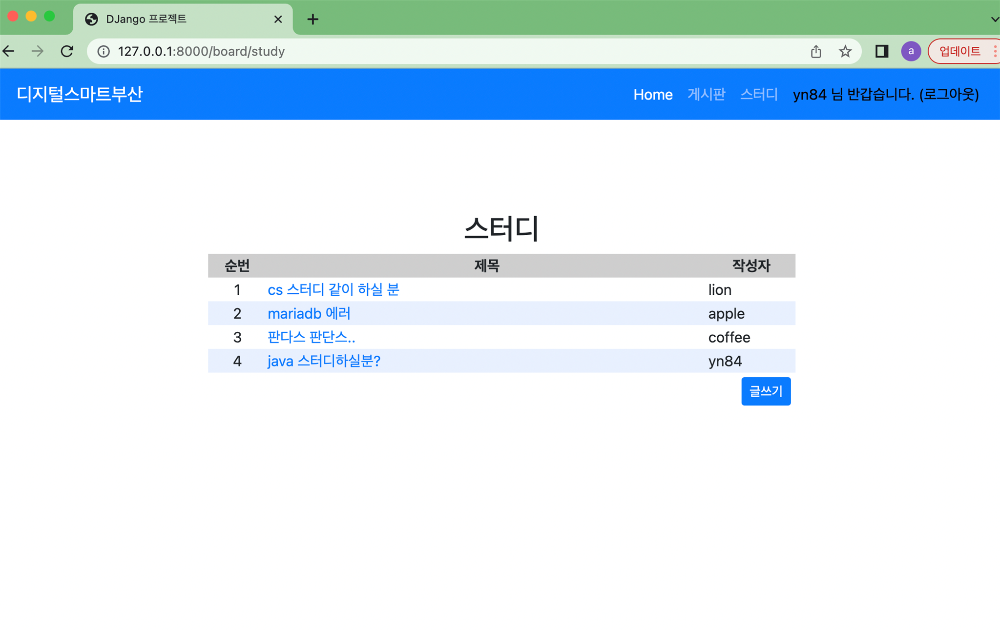 DJango 프로젝트
127.0.0.1:8000/board/study
a
업데이트
디지털스마트부산 Home 게시판 스터디 yn84 님 반갑습니다. (로그아웃)
스터디
순번 제목 작성자
1 cs 스터디 같이 하실 분 lion
2 mariadb 에러 apple
3 판다스 판단스.. coffee
4 java 스터디하실분? yn84
글쓰기